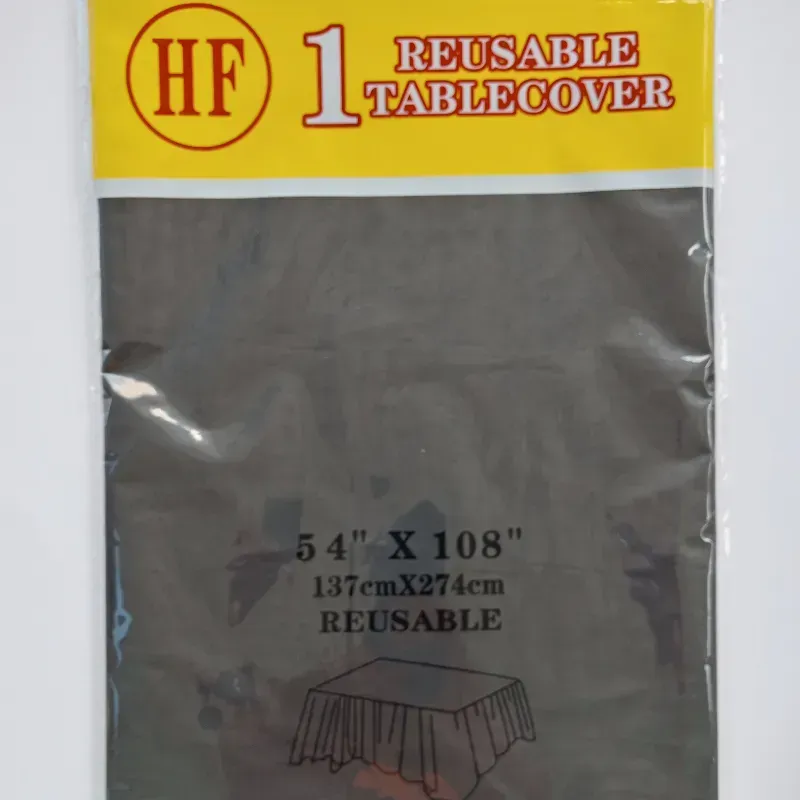 HF
1 REUSABLE
TABLECOVER
54" X 108"
137cmX274cm
REUSABLE